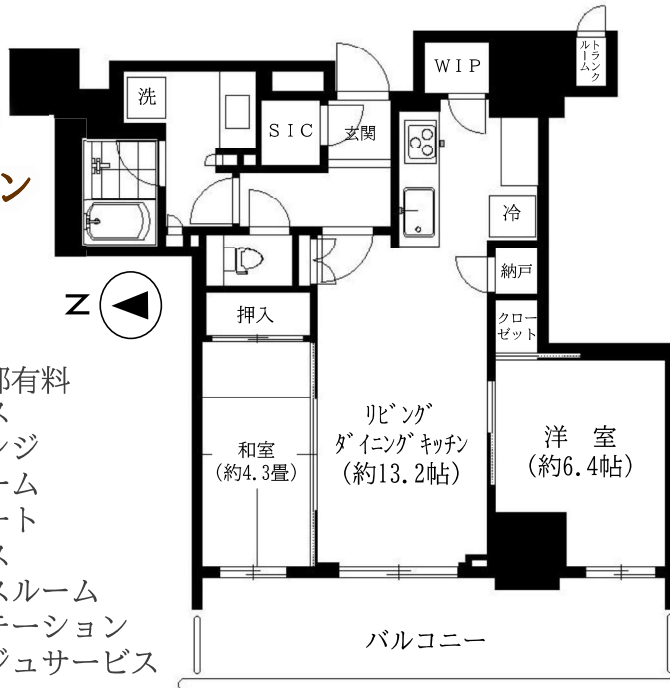 トランク
ルーム
WIP
洗
SIC
玄関
ン
冷
納戸
N
押入
クロー
ゼット
部有料
ス
ンジ
ーム
ート
ス
スルーム
テーション
ジュサービス
リビング
ダイニングキッチン
(約13.2帖)
和室
(約4.3畳)
洋 室
(約6.4帖)
バルコニー